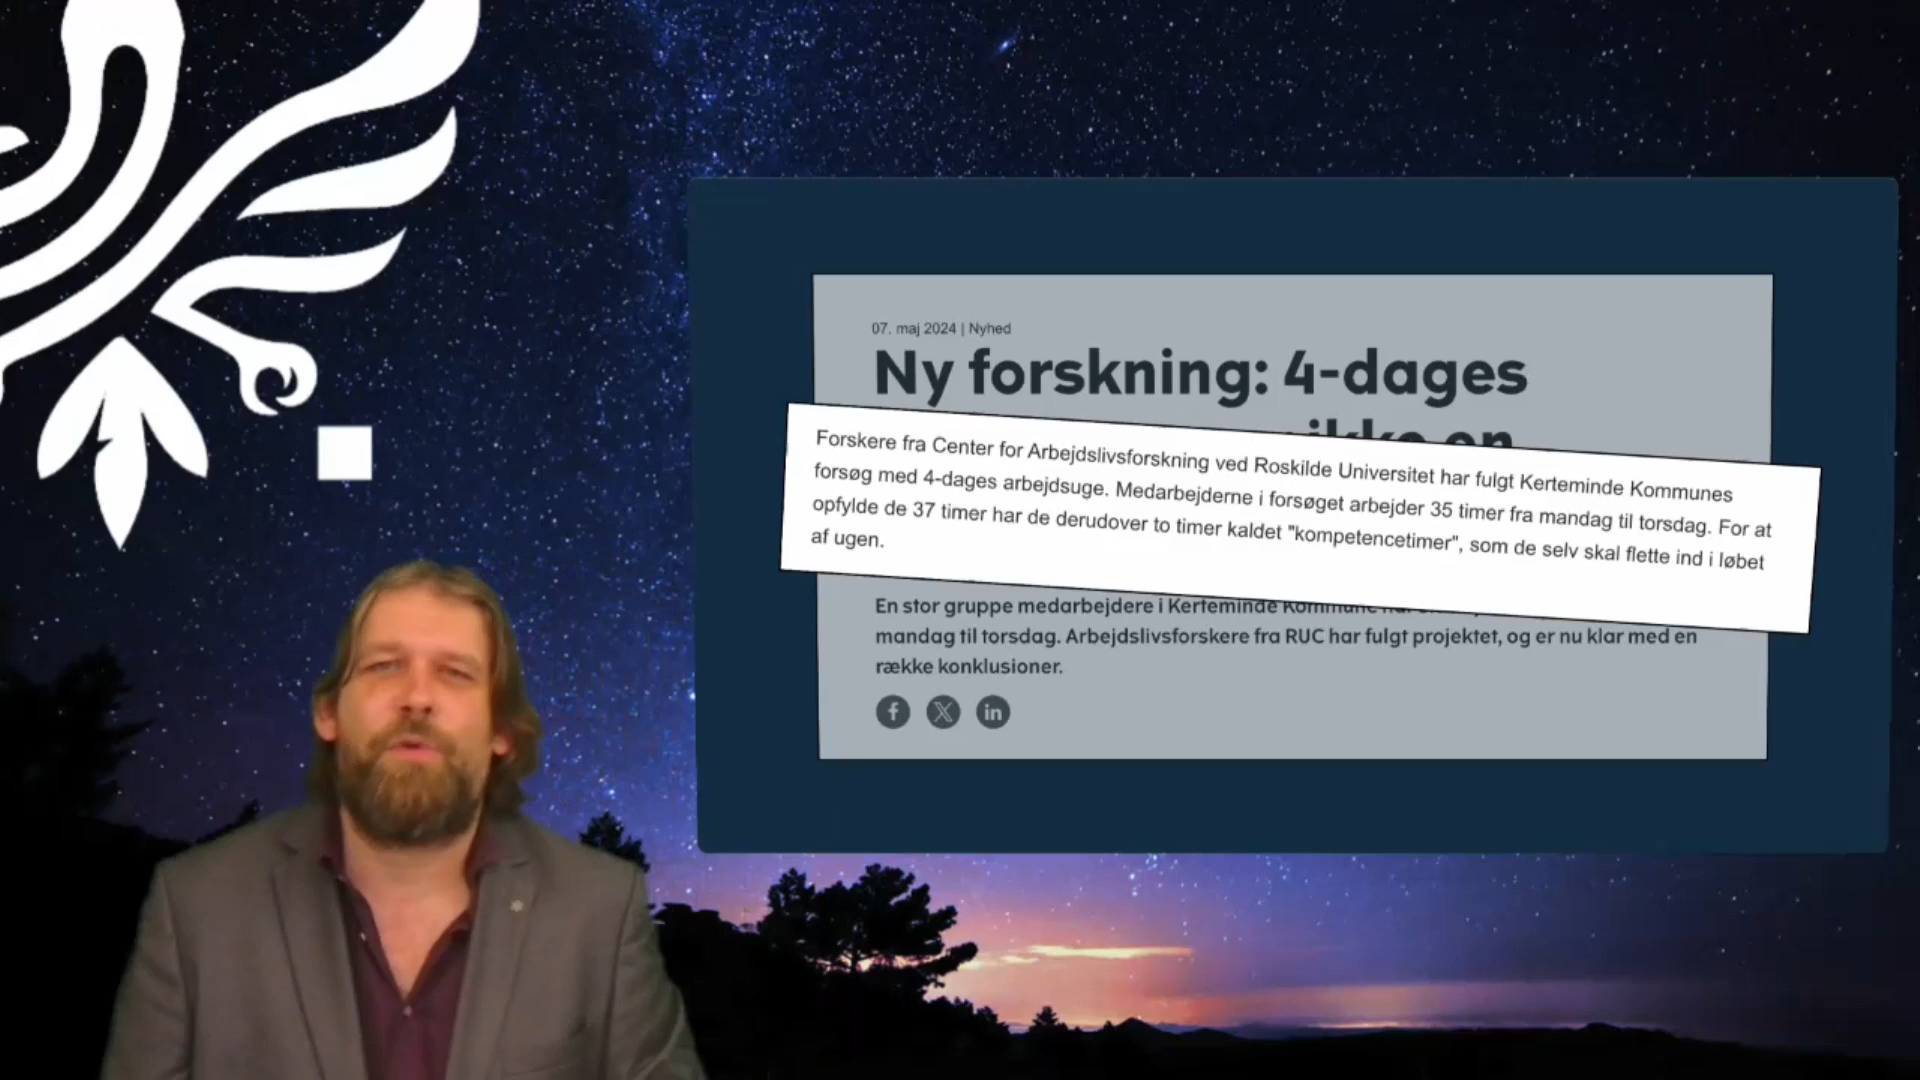 07. maj 2024 | Nyhed
Ny forskning: 4-dages
ikke en
Forskere fra Center for Arbejdslivsforskning ved Roskilde Universitet har fulgt Kerteminde Kommunes
forsøg med 4-dages arbejdsuge. Medarbejderne i forsøget arbejder 35 timer fra mandag til torsdag. For at
opfylde de 37 timer har de derudover to timer kaldet "kompetencetimer", som de selv skal flette ind i løbet
af ugen.
En stor gruppe medarbejdere i Kerteminde Kommune
mandag til torsdag. Arbejdslivsforskere fra RUC har fulgt projektet, og er nu klar med en
række konklusioner.